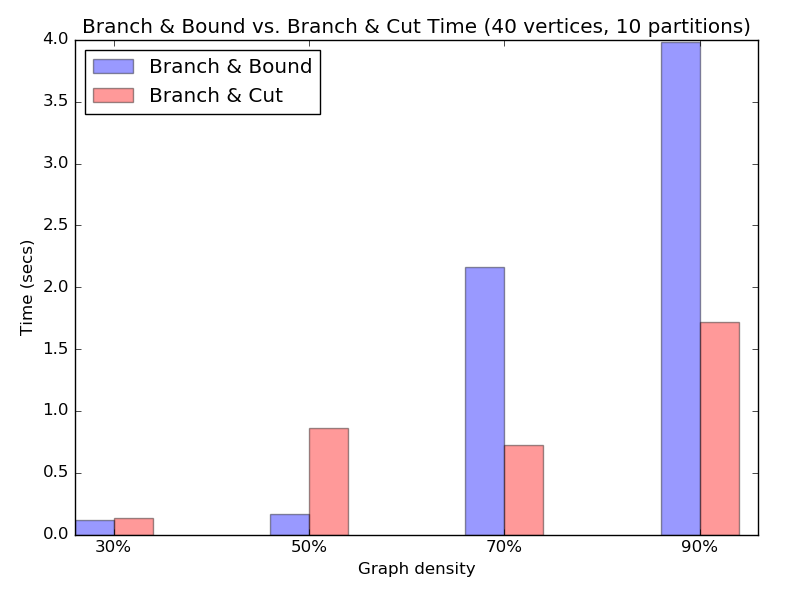 Branch & Bound vs. Branch & Cut Time (40 vertices, 10 partitions)
Branch & Bound
Branch & Cut
4.0
3.5
3.0
2.5
2.0
1.5
1.0
0.5
0.0
Time (secs)
30% 50% 70% 90%
Graph density